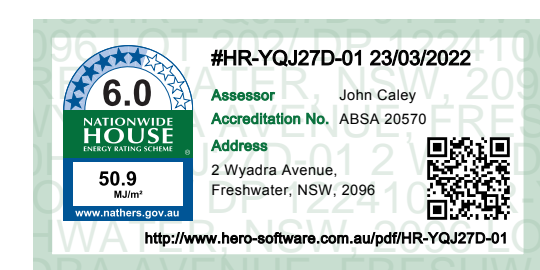 #HR-YQJ27D-01 23/03/2022
6.0
NATIONWIDE
HOUSE
ENERGY RATING SCHEME
®
50.9
MJ/m²
www.nathers.gov.au
Assessor John Caley
Accreditation No. ABSA 20570
Address
2 Wyadra Avenue,
Freshwater, NSW, 2096
http://www.hero-software.com.au/pdf/HR-YQJ27D-01